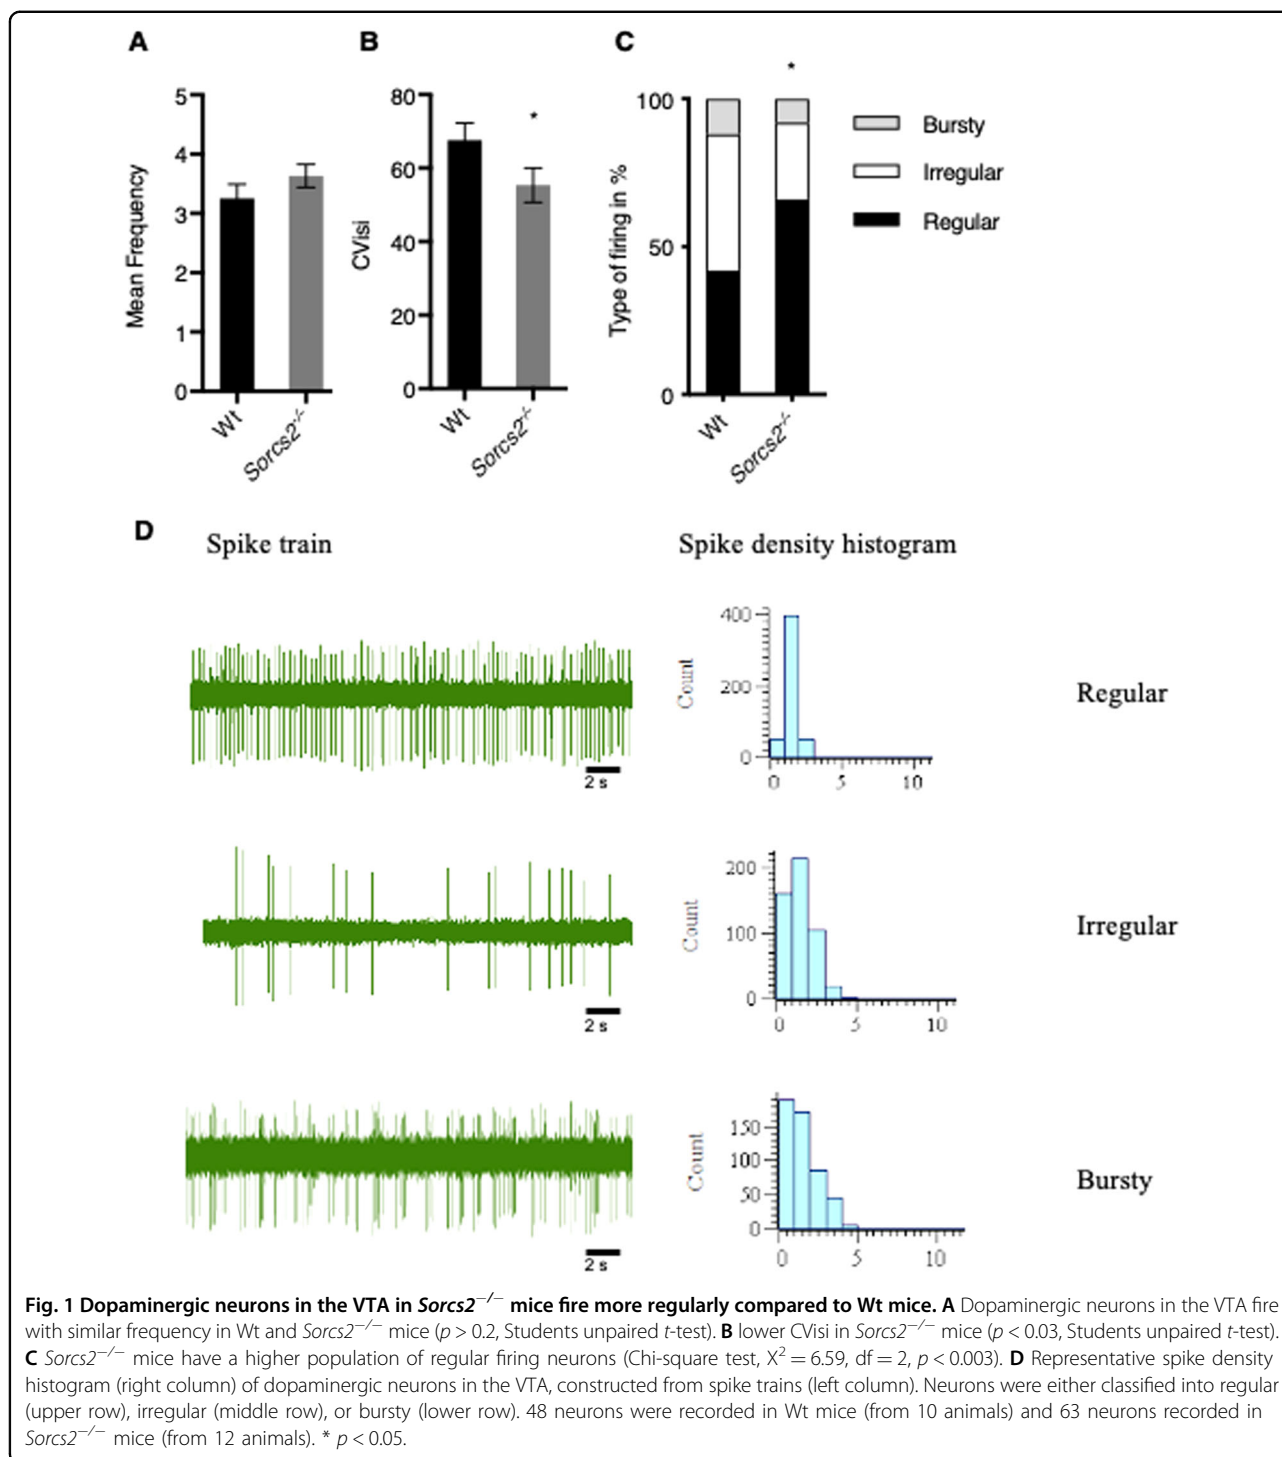 A
B
C
5
4
3
2
1
0
Mean Frequency
Wt
Sorcs2-/-
80
60
40
20
0
CVisi
Wt
Sorcs2-/-
*
100
50
0
Type of firing in %
Wt
Sorcs2-/-
*
Bursty
Irregular
Regular
D
Spike train
Spike density histogram
2 s
400
200
0
Count
0 5 10
Regular
2 s
200
100
0
Count
0 5 10
Irregular
2 s
150
100
50
0
Count
0 5 10
Bursty
Fig. 1 Dopaminergic neurons in the VTA in Sorcs2−/− mice fire more regularly compared to Wt mice. A Dopaminergic neurons in the VTA fire
with similar frequency in Wt and Sorcs2−/− mice (p > 0.2, Students unpaired t-test). B lower CVisi in Sorcs2−/− mice (p < 0.03, Students unpaired t-test).
C Sorcs2−/− mice have a higher population of regular firing neurons (Chi-square test, X2 = 6.59, df = 2, p < 0.003). D Representative spike density
histogram (right column) of dopaminergic neurons in the VTA, constructed from spike trains (left column). Neurons were either classified into regular
(upper row), irregular (middle row), or bursty (lower row). 48 neurons were recorded in Wt mice (from 10 animals) and 63 neurons recorded in
Sorcs2−/− mice (from 12 animals). * p < 0.05.